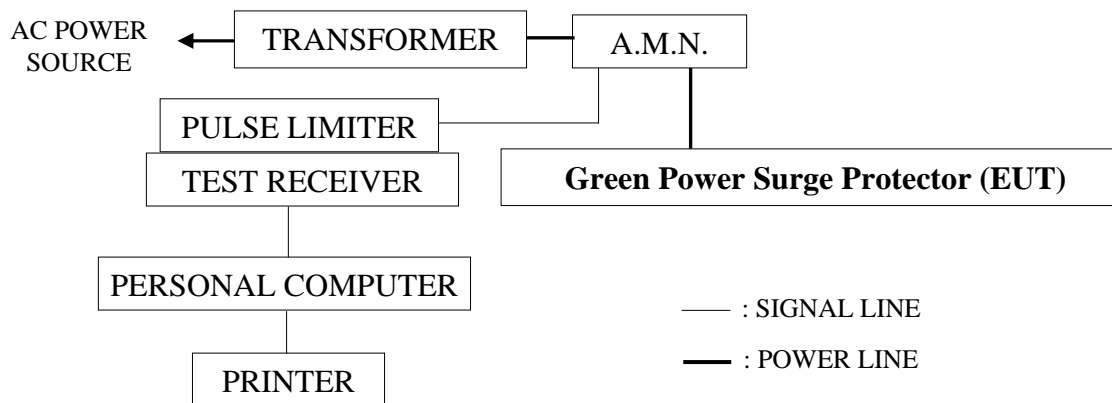 AC POWER
SOURCE
TRANSFORMER
A.M.N.
PULSE LIMITER
TEST RECEIVER
Green Power Surge Protector (EUT)
PERSONAL COMPUTER
: SIGNAL LINE
: POWER LINE
PRINTER